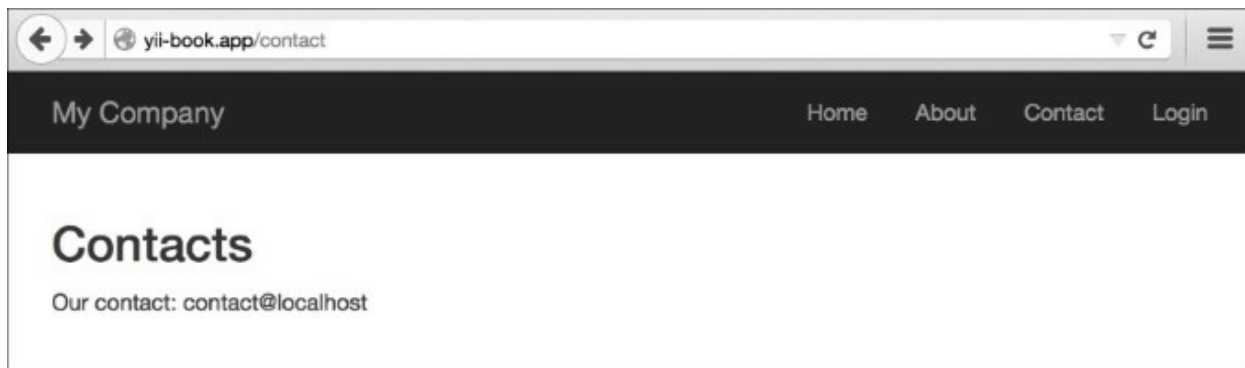 yii-book.app/contact
My Company Home About Contact Login
Contacts
Our contact: contact@localhost